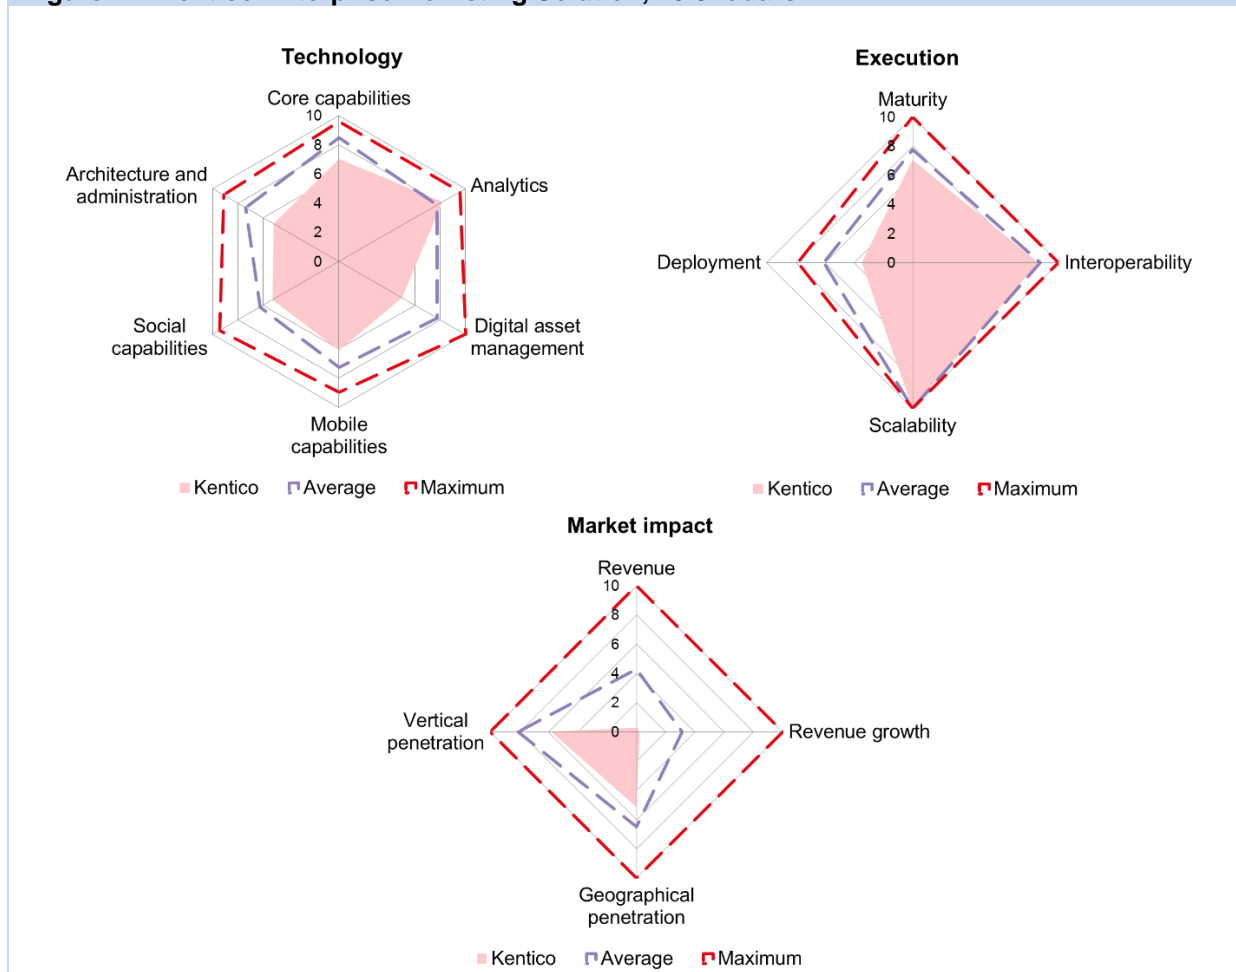 Technology
Core capabilities
10
8
6
4
2
0
Architecture and
administration
Analytics
Social
capabilities
Digital asset
management
Mobile
capabilities
Kentico Average Maximum
Execution
Maturity
10
8
6
4
2
0
Deployment
Interoperability
Scalability
Kentico Average Maximum
Market impact
Revenue
10
8
6
4
2
0
Vertical
penetration
Revenue growth
Geographical
penetration
Kentico Average Maximum